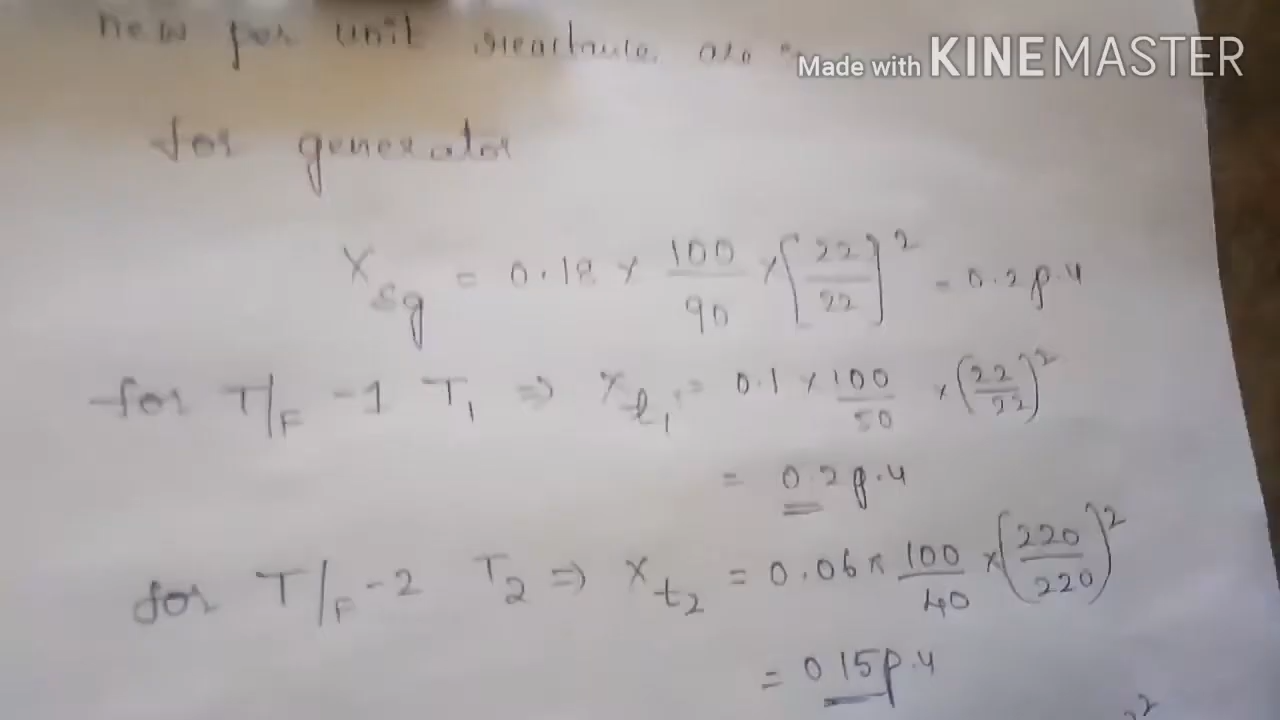 new per unit reactance are
Made with KINEMASTER
for generator
Xsg = 0.18 × 100/90 × [22/22]² = 0.2 p.u
for T/F -1 T₁ => Xt₁ = 0.1 × 100/50 × (22/22)²
= 0.2 p.u
for T/F -2 T₂ => Xt₂ = 0.06 × 100/40 × (220/220)²
= 0.15 p.u
2